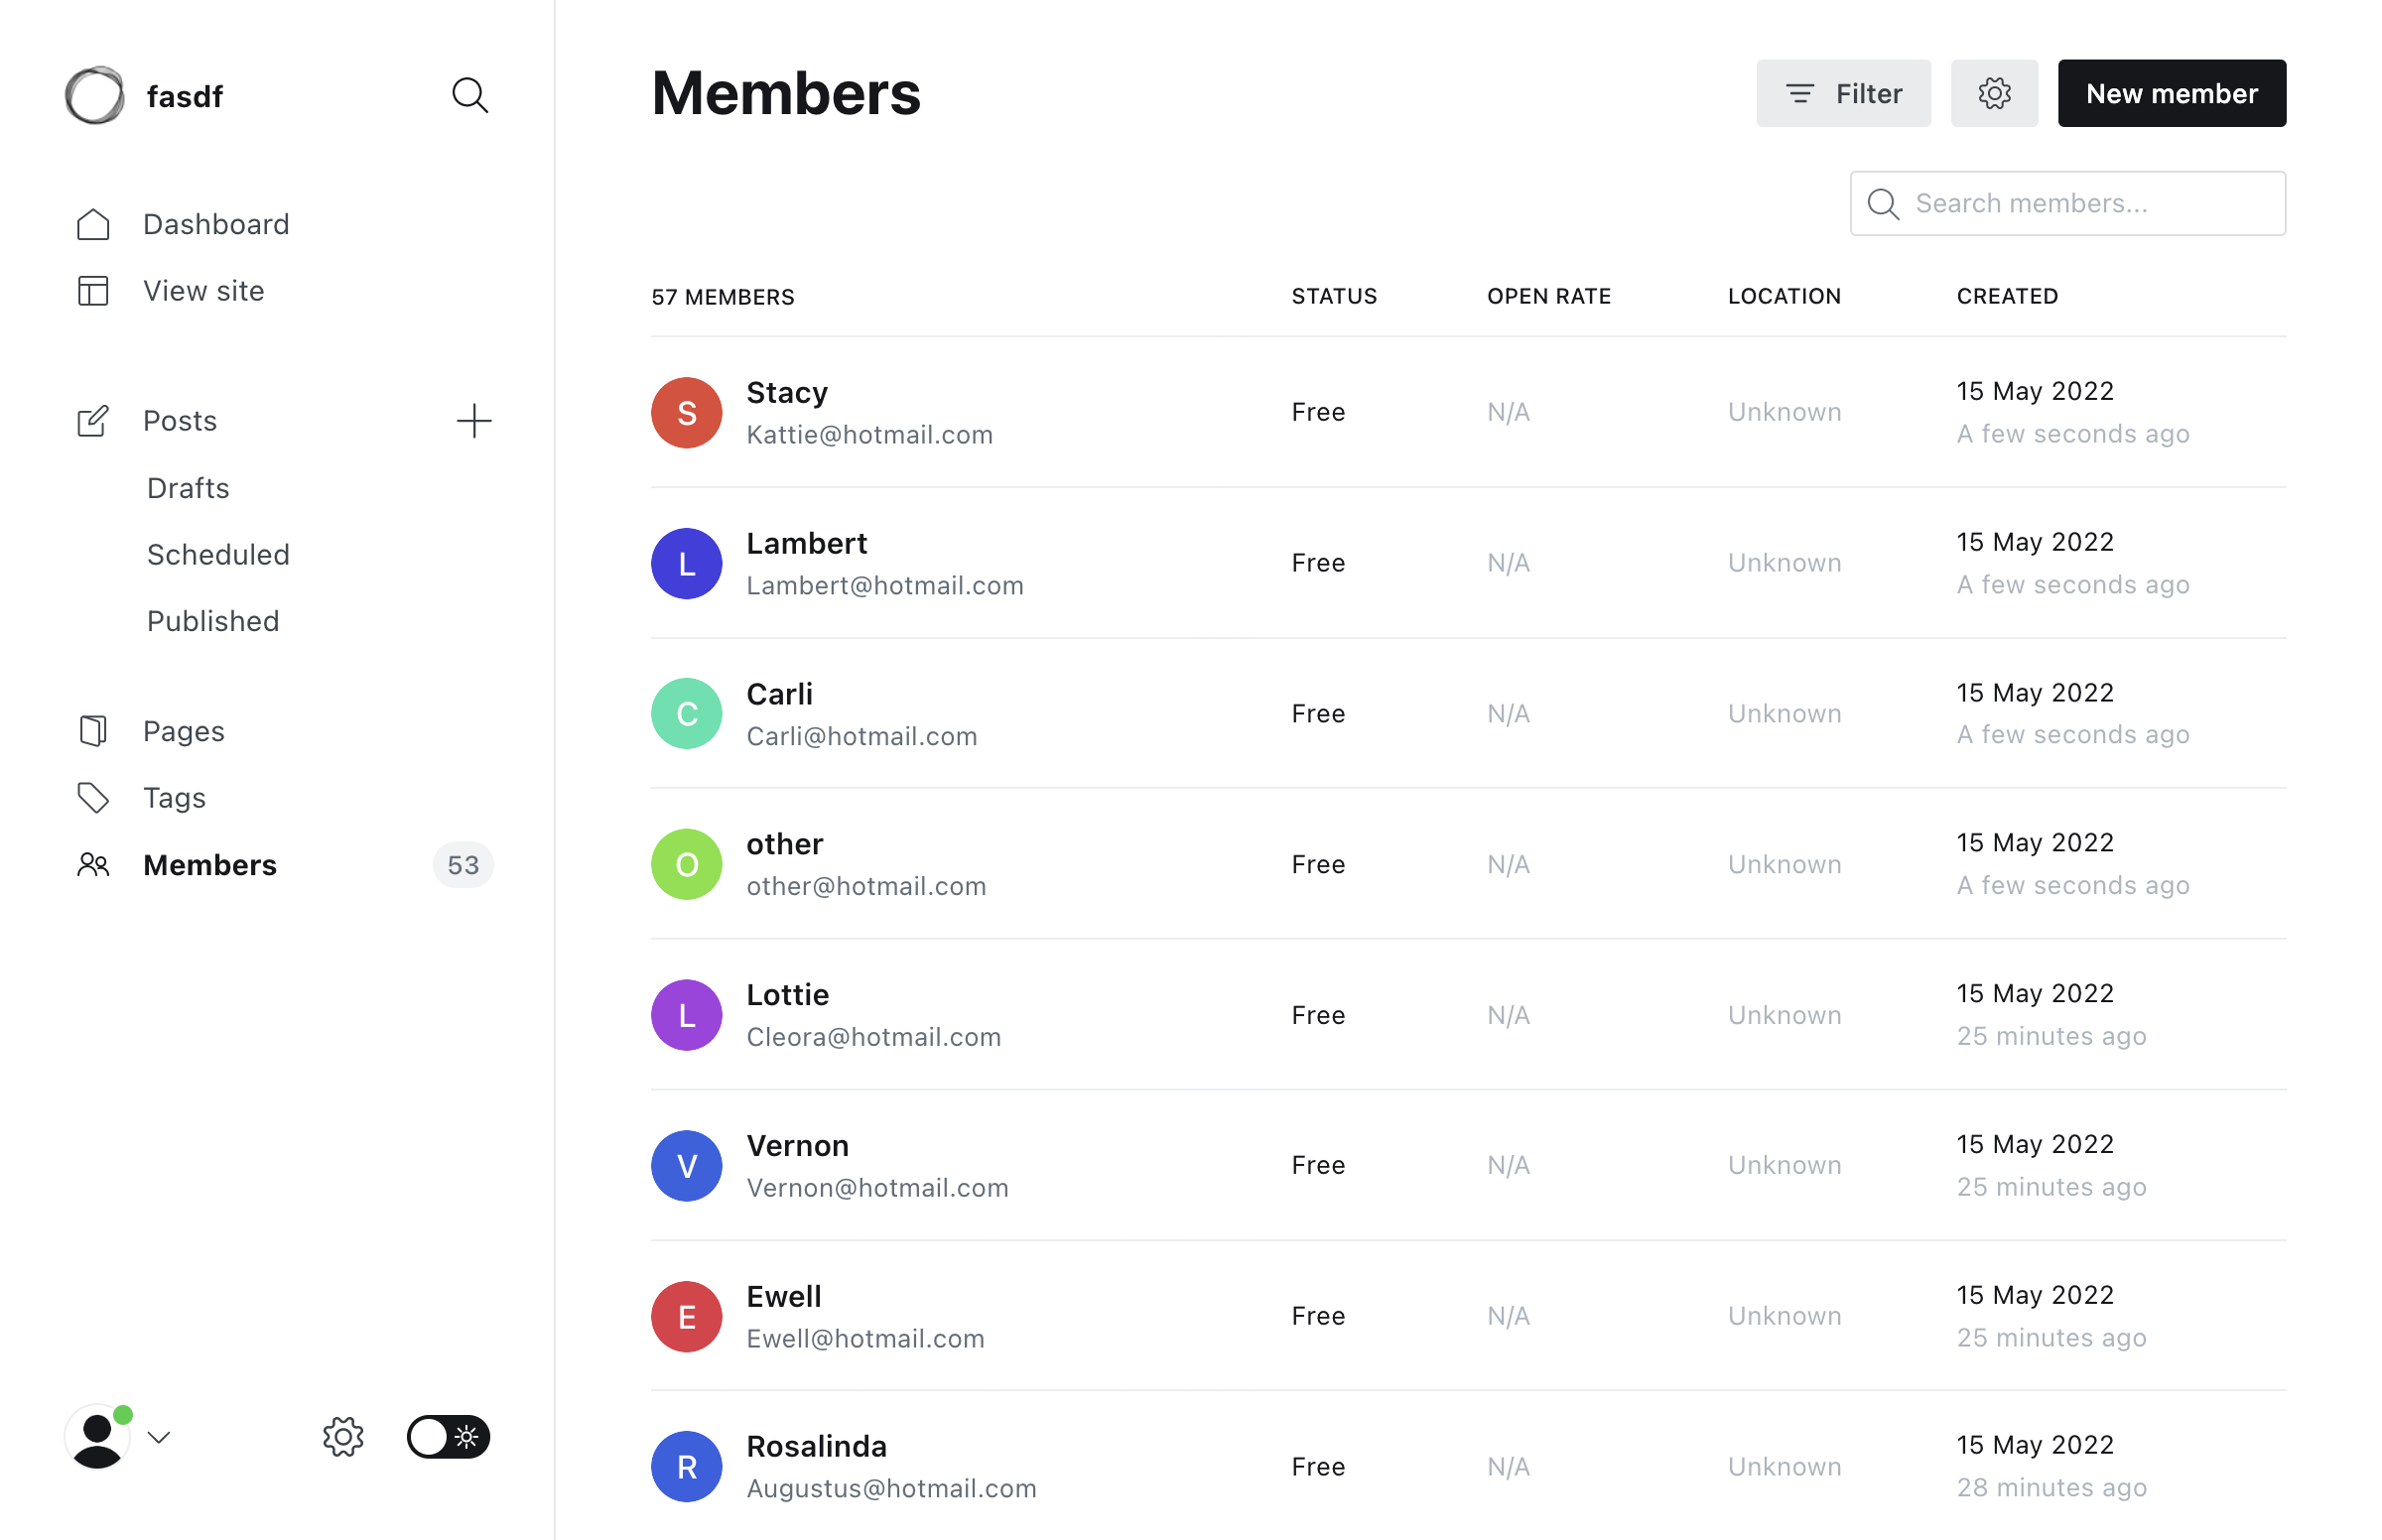 fasdf
Dashboard
View site
Posts
Drafts
Scheduled
Published
Pages
Tags
Members 53
Members
Filter
New member
Search members...
57 MEMBERS STATUS OPEN RATE LOCATION CREATED
S Stacy
Kattie@hotmail.com
Free N/A Unknown
15 May 2022
A few seconds ago
L Lambert
Lambert@hotmail.com
Free N/A Unknown
15 May 2022
A few seconds ago
C Carli
Carli@hotmail.com
Free N/A Unknown
15 May 2022
A few seconds ago
O other
other@hotmail.com
Free N/A Unknown
15 May 2022
A few seconds ago
L Lottie
Cleora@hotmail.com
Free N/A Unknown
15 May 2022
25 minutes ago
V Vernon
Vernon@hotmail.com
Free N/A Unknown
15 May 2022
25 minutes ago
E Ewell
Ewell@hotmail.com
Free N/A Unknown
15 May 2022
25 minutes ago
R Rosalinda
Augustus@hotmail.com
Free N/A Unknown
15 May 2022
28 minutes ago